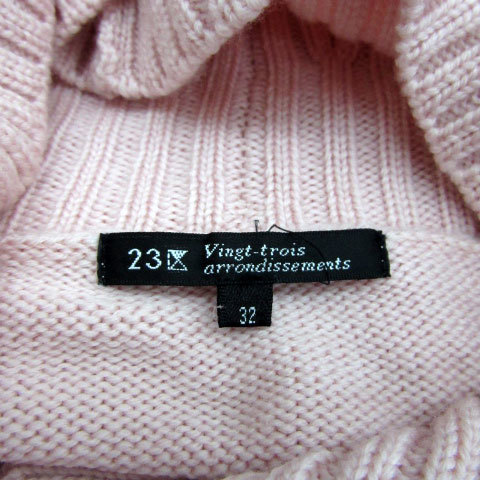 23区 Vingt-trois
arrondissements
32